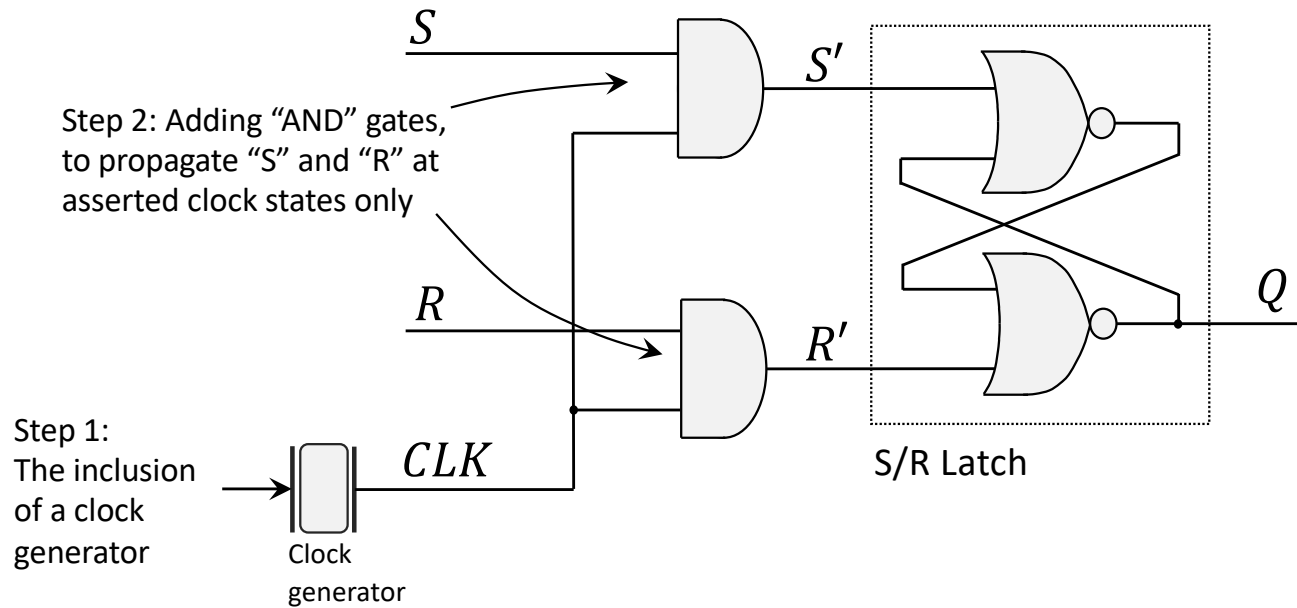 S
S′
Step 2: Adding “AND” gates,
to propagate “S” and “R” at
asserted clock states only
R
R′
Q
Step 1:
The inclusion
of a clock
generator
CLK
S/R Latch
Clock
generator